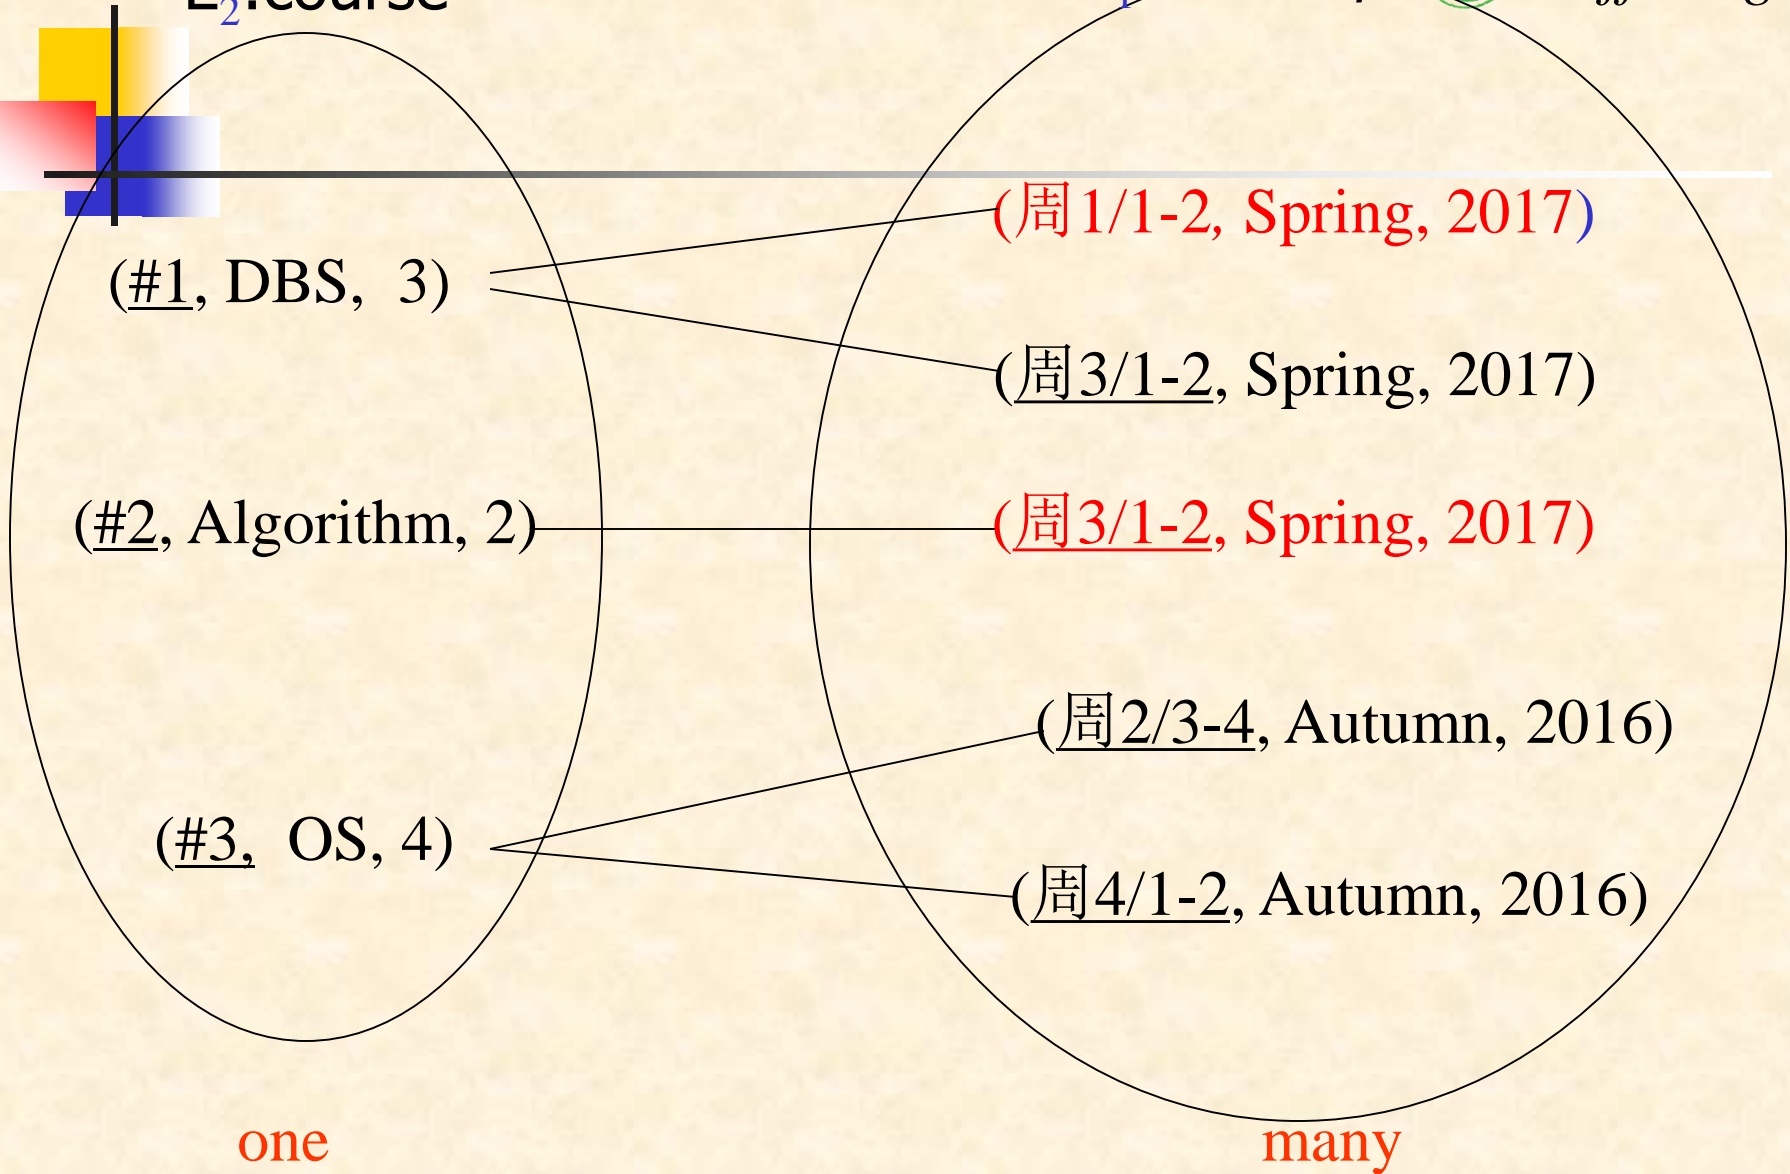 E2:course
(周1/1-2, Spring, 2017)
(#1, DBS, 3)
(周3/1-2, Spring, 2017)
(#2, Algorithm, 2)
(周3/1-2, Spring, 2017)
(周2/3-4, Autumn, 2016)
(#3, OS, 4)
(周4/1-2, Autumn, 2016)
one
many